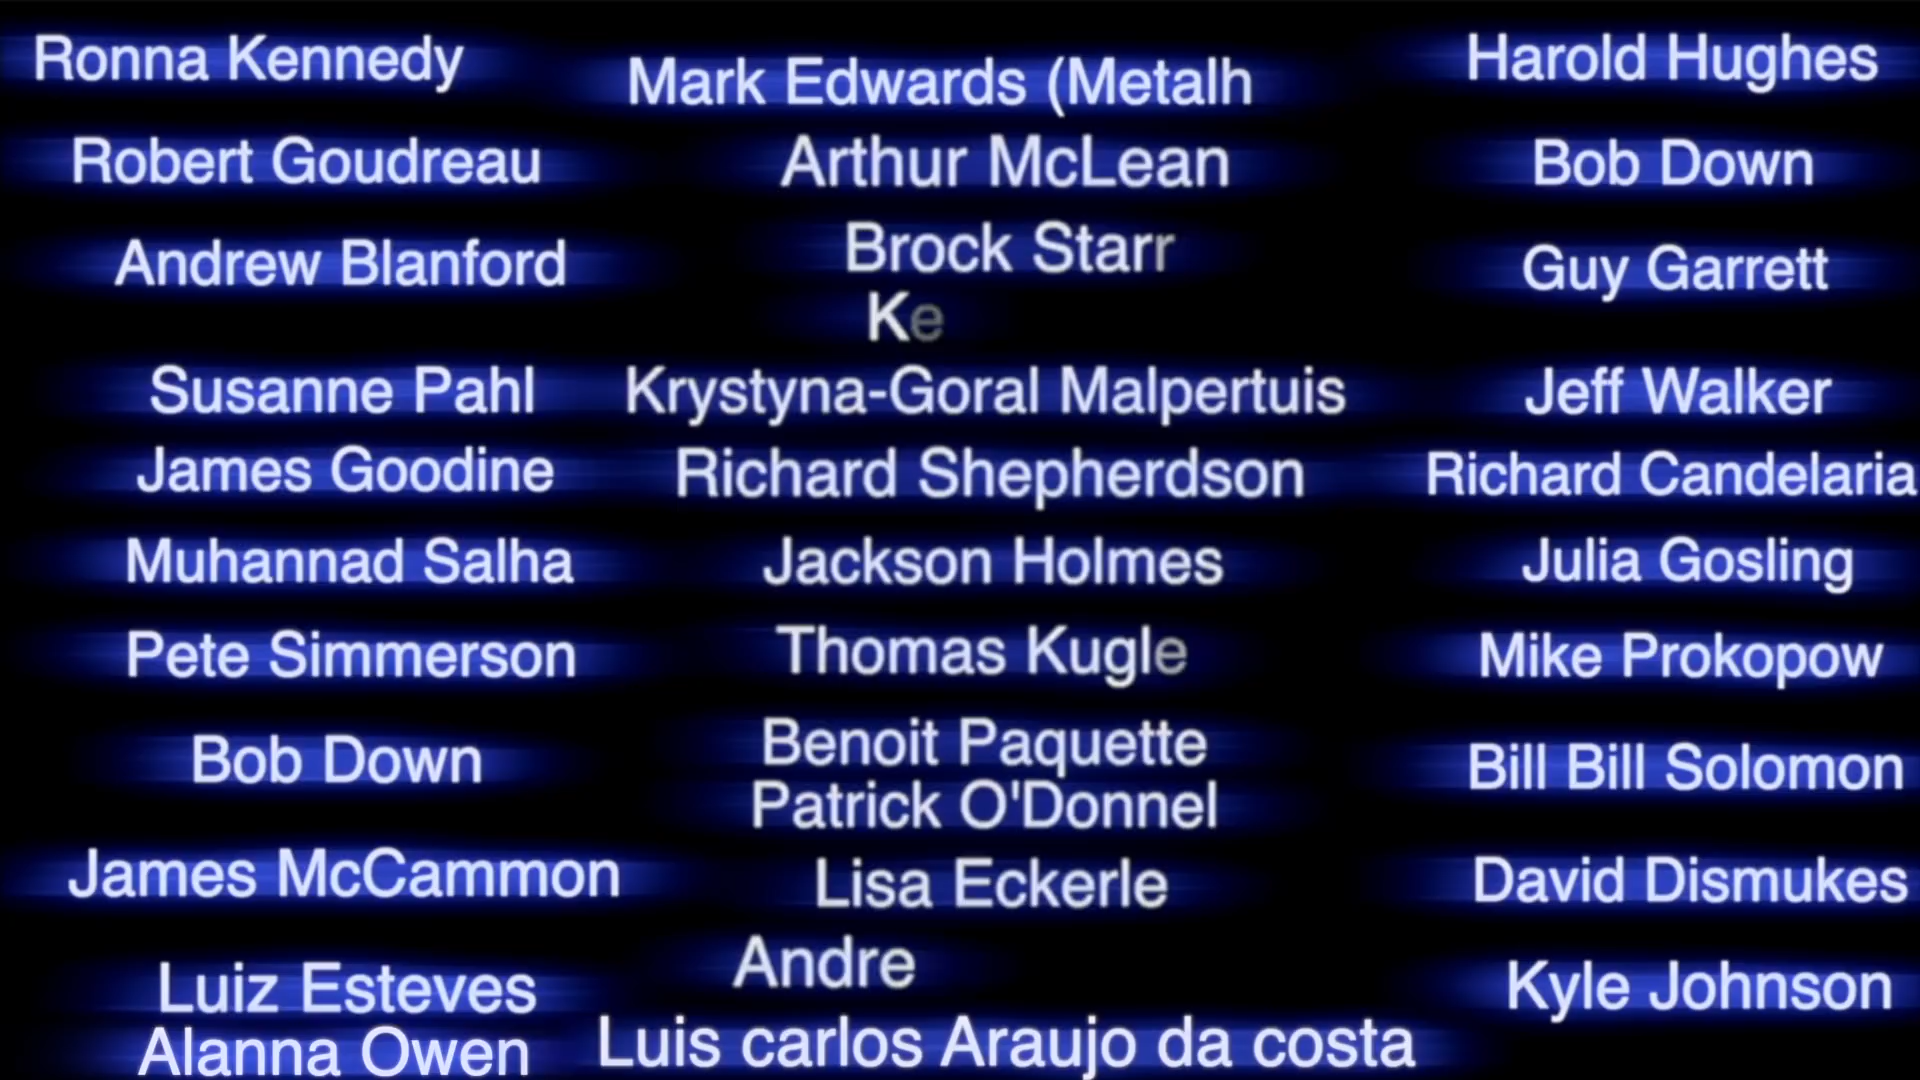 Ronna Kennedy
Mark Edwards (Metalh
Harold Hughes
Robert Goudreau
Arthur McLean
Bob Down
Andrew Blanford
Brock Starr
Guy Garrett
Ke
Susanne Pahl
Krystyna-Goral Malpertuis
Jeff Walker
James Goodine
Richard Shepherdson
Richard Candelaria
Muhannad Salha
Jackson Holmes
Julia Gosling
Pete Simmerson
Thomas Kugle
Mike Prokopow
Bob Down
Benoit Paquette
Bill Bill Solomon
Patrick O'Donnel
James McCammon
Lisa Eckerle
David Dismukes
Luiz Esteves
Andre
Kyle Johnson
Alanna Owen
Luis carlos Araujo da costa